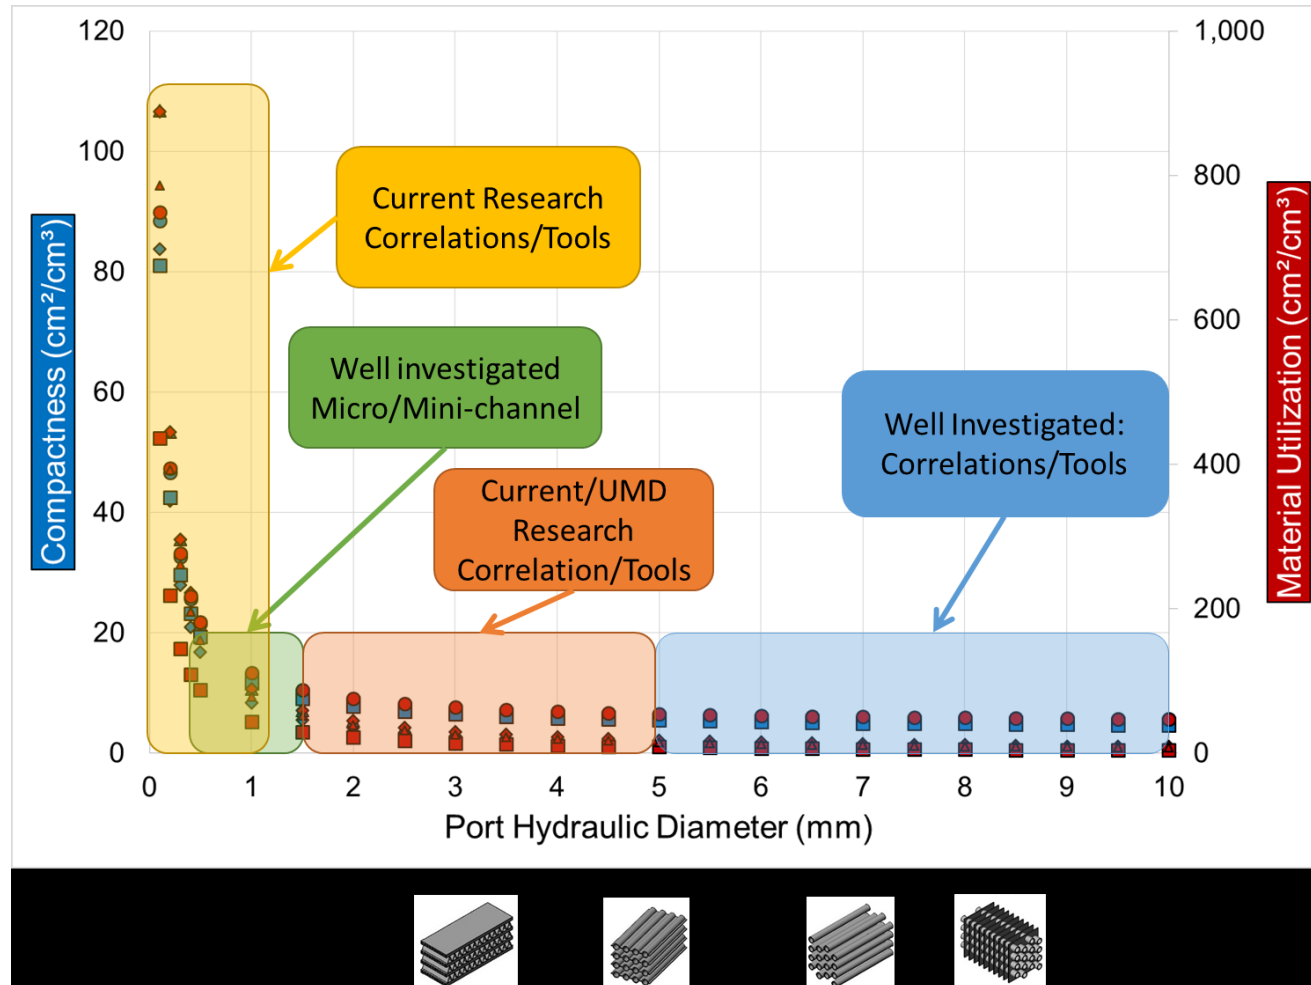 120
100
80
60
40
20
0
Compactness (cm²/cm³)
1,000
800
600
400
200
0
Material Utilization (cm²/cm³)
Current Research
Correlations/Tools
Well investigated
Micro/Mini-channel
Current/UMD
Research
Correlation/Tools
Well Investigated:
Correlations/Tools
0 1 2 3 4 5 6 7 8 9 10
Port Hydraulic Diameter (mm)